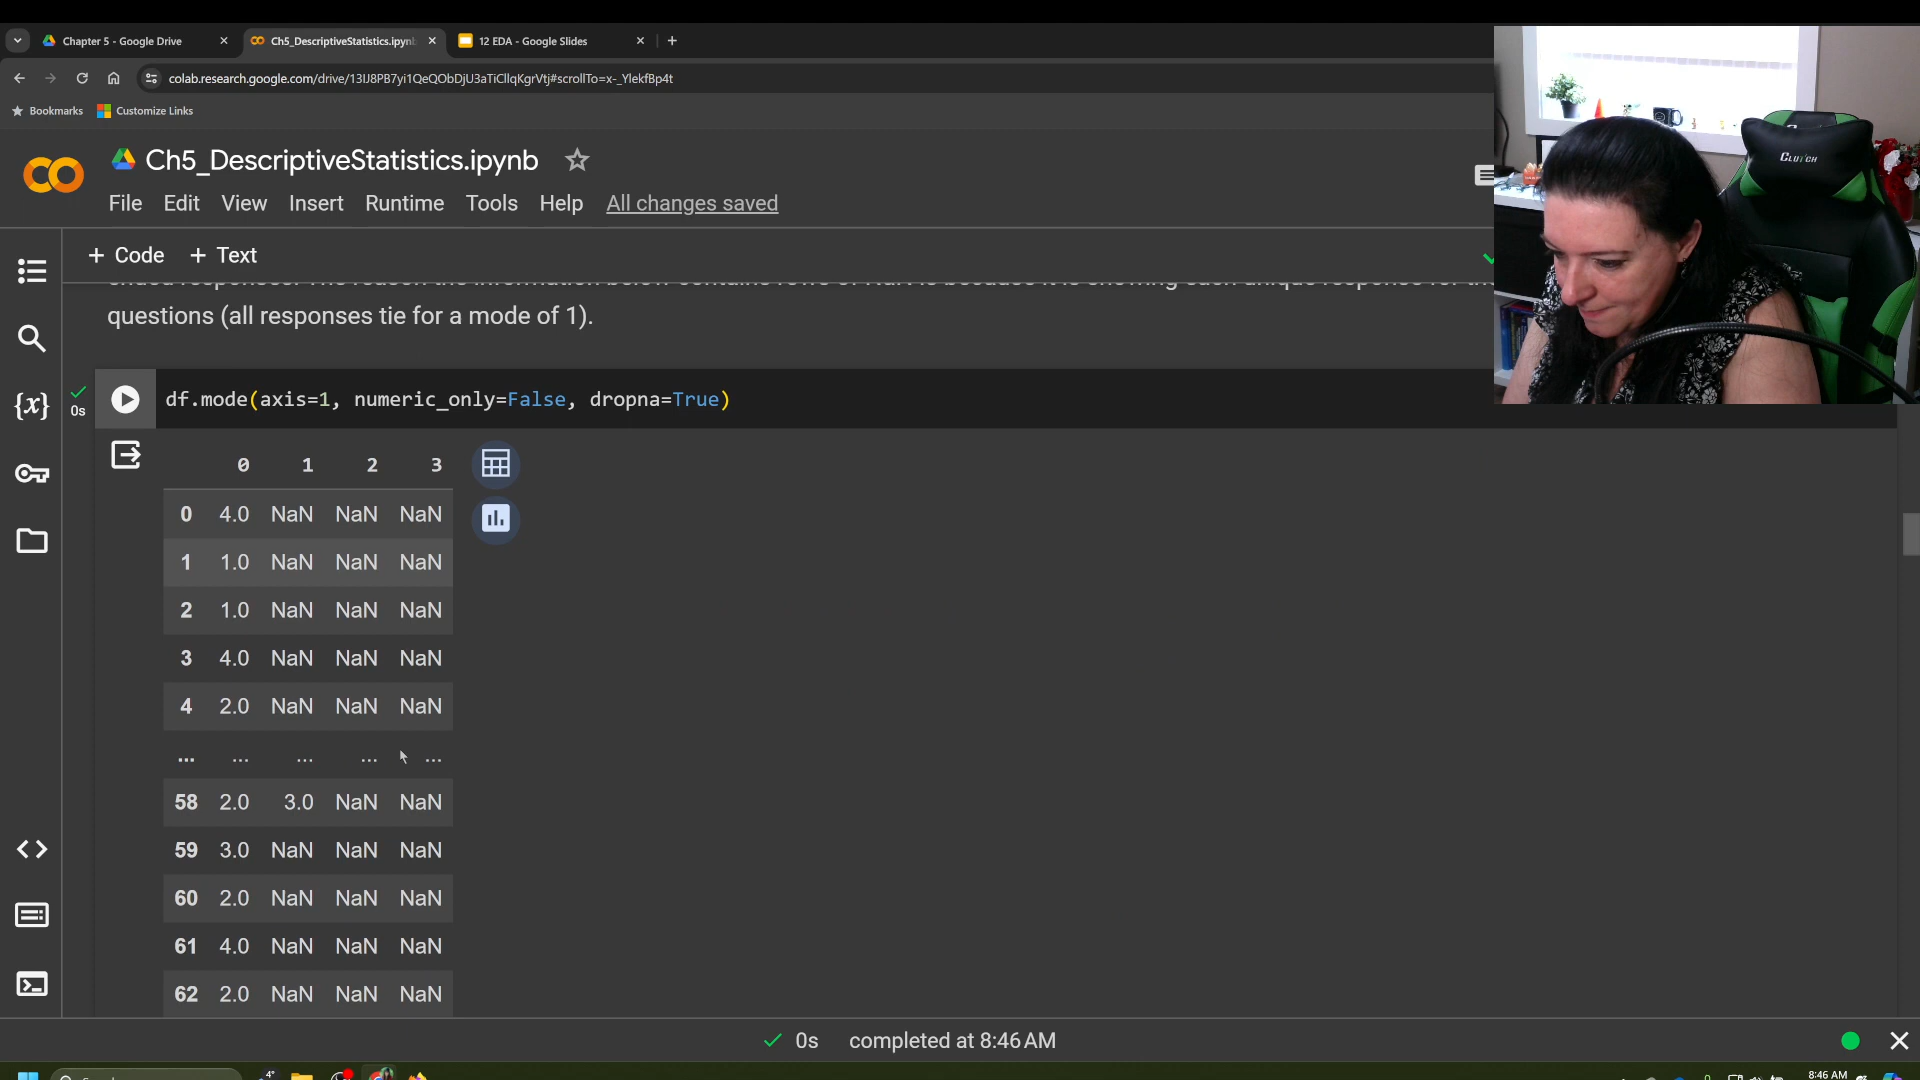 Chapter 5 - Google Drive
Ch5_DescriptiveStatistics.ipynb
12 EDA - Google Slides
colab.research.google.com/drive/13IJ8PB7yi1QeQObDjU3aTiCllqKgrVtj#scrollTo=x-_YlekfBp4t
Bookmarks
Customize Links
Ch5_DescriptiveStatistics.ipynb
File Edit View Insert Runtime Tools Help All changes saved
+ Code + Text
questions (all responses tie for a mode of 1).
0s
df.mode(axis=1, numeric_only=False, dropna=True)
0 1 2 3
0 4.0 NaN NaN NaN
1 1.0 NaN NaN NaN
2 1.0 NaN NaN NaN
3 4.0 NaN NaN NaN
4 2.0 NaN NaN NaN
... ... ... ... ...
58 2.0 3.0 NaN NaN
59 3.0 NaN NaN NaN
60 2.0 NaN NaN NaN
61 4.0 NaN NaN NaN
62 2.0 NaN NaN NaN
0s completed at 8:46 AM
4°
8:46 AM
CLUTCH